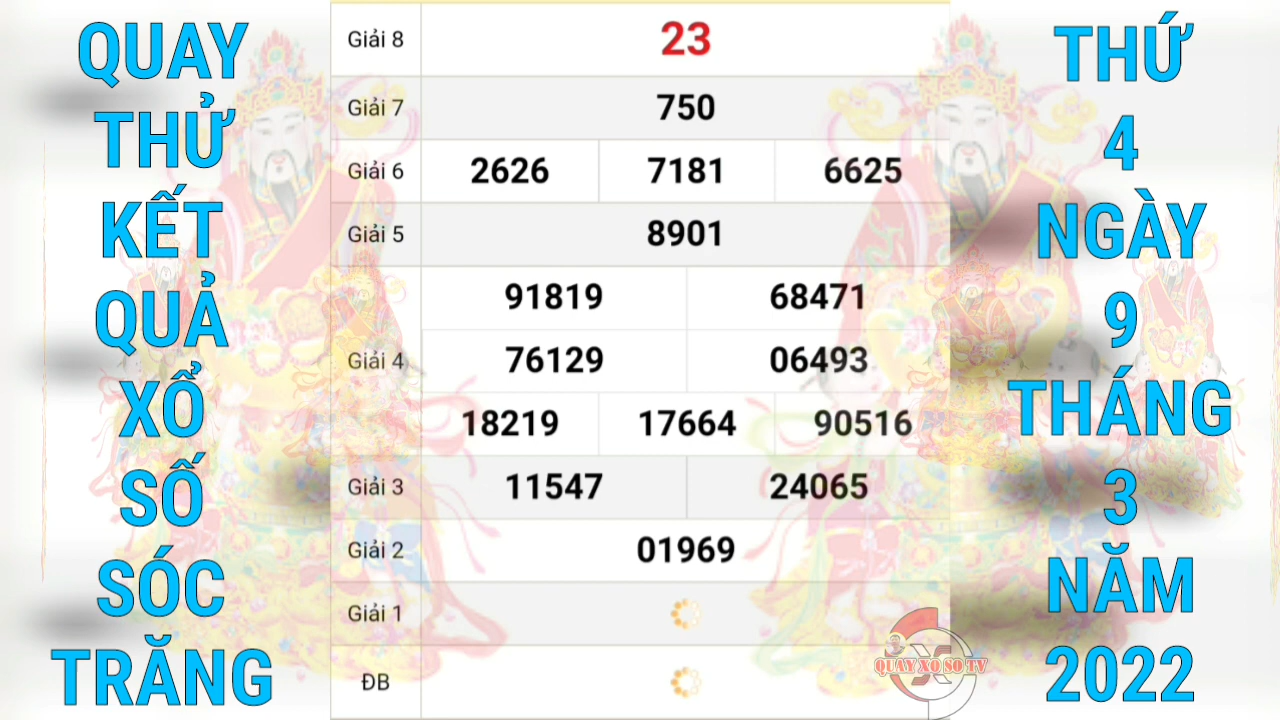 QUAY
THỬ
KẾT
QUẢ
XỔ
SỐ
SÓC
TRĂNG
Giải 8 23
Giải 7 750
Giải 6 2626 7181 6625
Giải 5 8901
91819 68471
Giải 4 76129 06493
18219 17664 90516
Giải 3 11547 24065
Giải 2 01969
Giải 1
ĐB
QUAY XO SO TV
THỨ
4
NGÀY
9
THÁNG
3
NĂM
2022